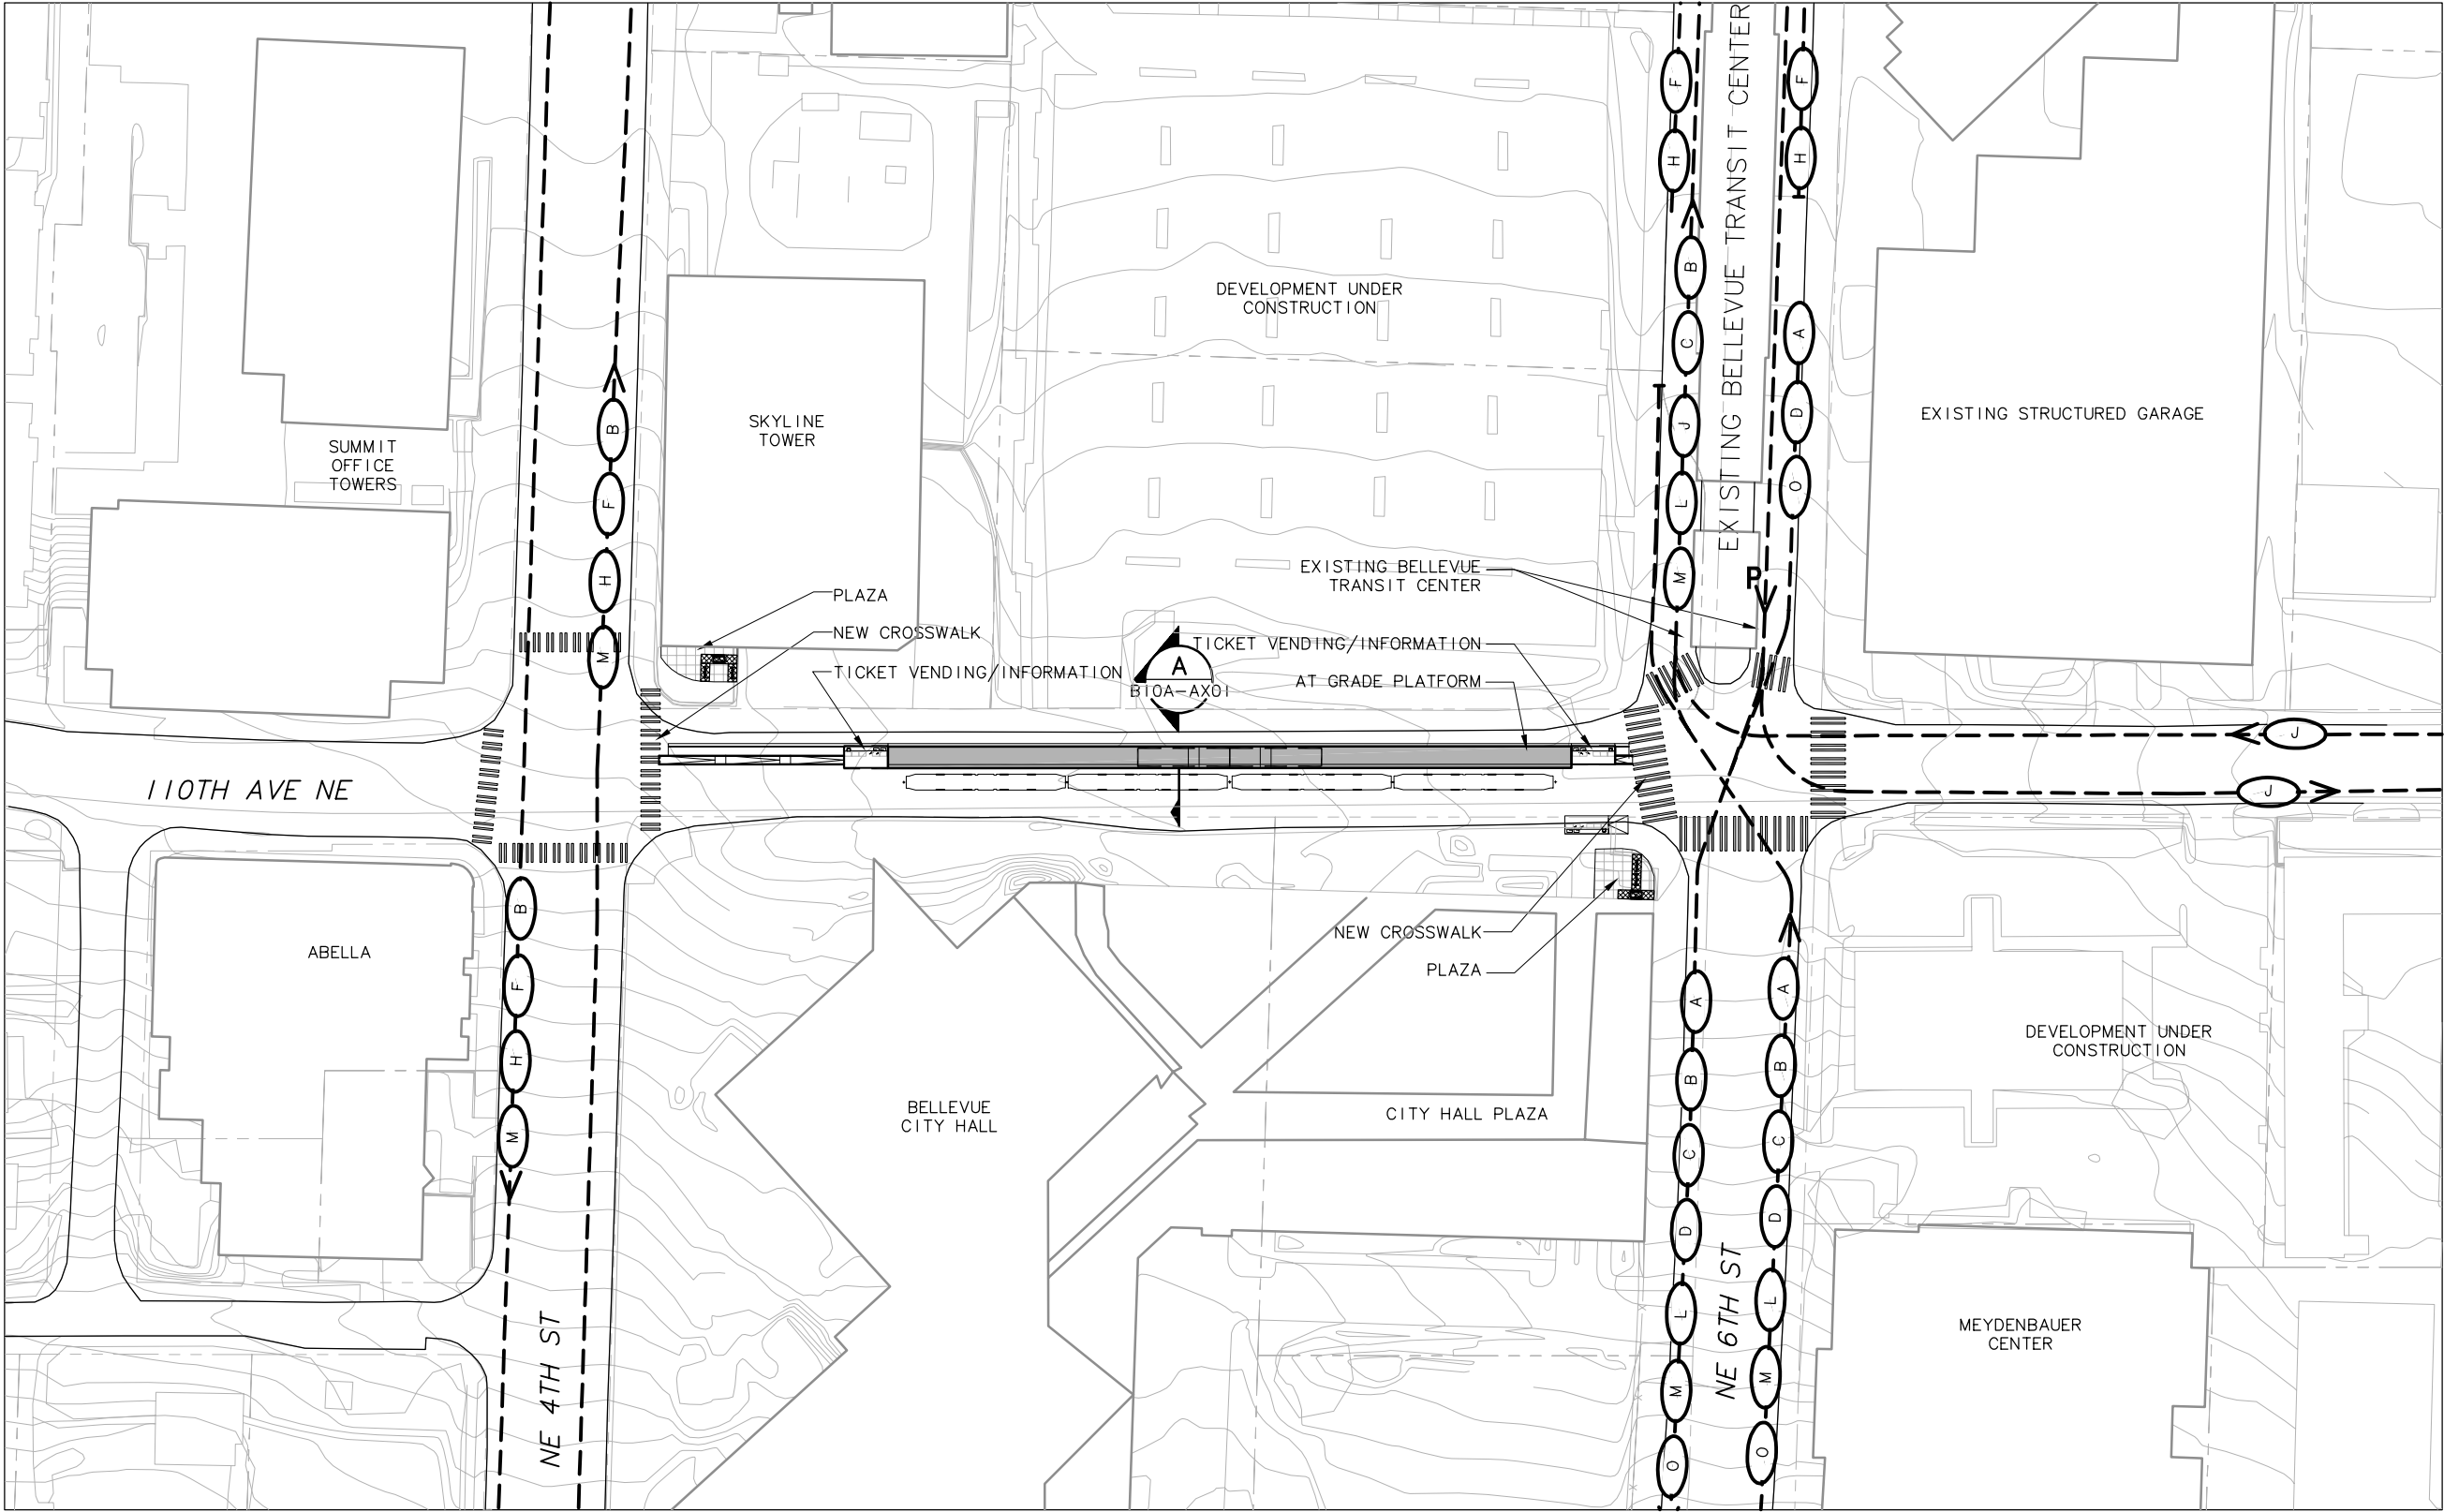 EXISTING BELLEVUE TRANSIT CENTER
F
H
B
C
J
L
M
F
H
A
D
O
P
DEVELOPMENT UNDER
CONSTRUCTION
EXISTING STRUCTURED GARAGE
SKYLINE
TOWER
SUMMIT
OFFICE
TOWERS
B
F
H
M
PLAZA
NEW CROSSWALK
TICKET VENDING/INFORMATION
A
B10A-AX01
EXISTING BELLEVUE
TRANSIT CENTER
TICKET VENDING/INFORMATION
AT GRADE PLATFORM
J
J
110TH AVE NE
ABELLA
B
F
H
M
NE 4TH ST
BELLEVUE
CITY HALL
NEW CROSSWALK
PLAZA
CITY HALL PLAZA
A
B
C
D
L
M
O
NE 6TH ST
A
B
C
D
L
M
O
DEVELOPMENT UNDER
CONSTRUCTION
MEYDENBAUER
CENTER